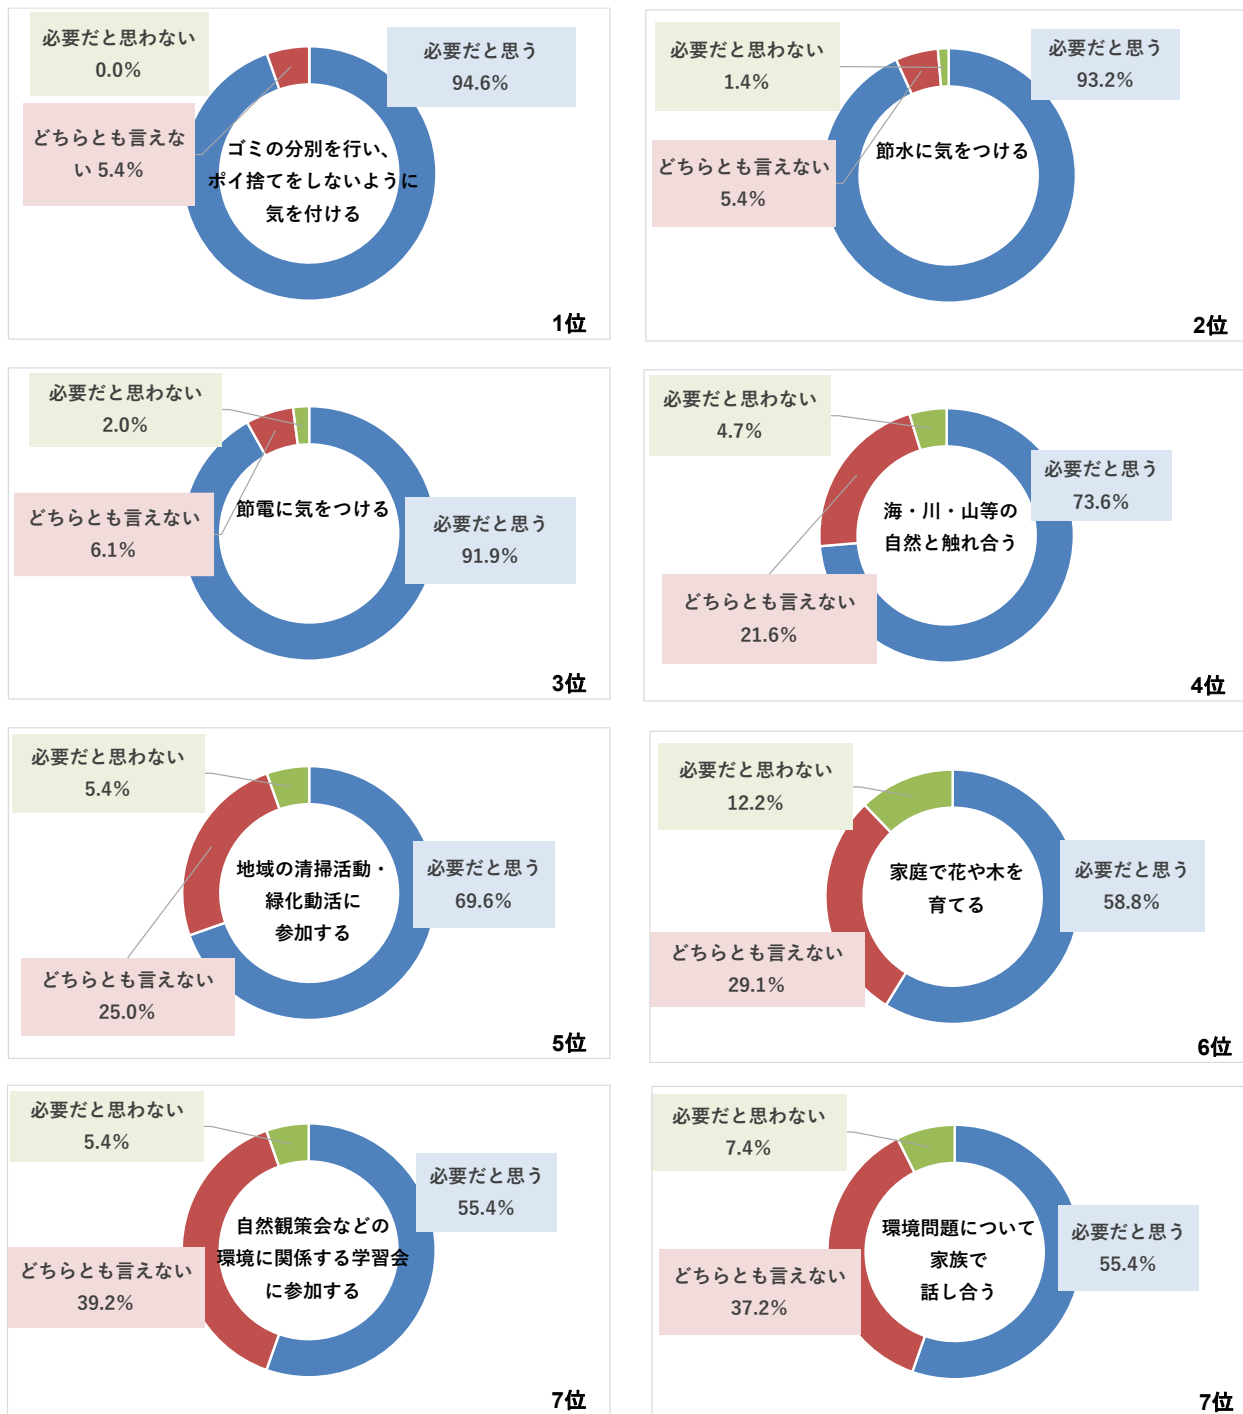 必要だと思わない
0.0%
必要だと思う
94.6%
どちらとも言えな
い 5.4%
ゴミの分別を行い、
ポイ捨てをしないように
気を付ける
1位
必要だと思わない
1.4%
必要だと思う
93.2%
どちらとも言えない
5.4%
節水に気をつける
2位
必要だと思わない
2.0%
どちらとも言えない
6.1%
節電に気をつける
必要だと思う
91.9%
3位
必要だと思わない
4.7%
必要だと思う
73.6%
海・川・山等の
自然と触れ合う
どちらとも言えない
21.6%
4位
必要だと思わない
5.4%
地域の清掃活動・
緑化動活に
参加する
必要だと思う
69.6%
どちらとも言えない
25.0%
5位
必要だと思わない
12.2%
家庭で花や木を
育てる
必要だと思う
58.8%
どちらとも言えない
29.1%
6位
必要だと思わない
5.4%
必要だと思う
55.4%
自然観策会などの
環境に関係する学習会
に参加する
どちらとも言えない
39.2%
7位
必要だと思わない
7.4%
環境問題について
家族で
話し合う
必要だと思う
55.4%
どちらとも言えない
37.2%
7位